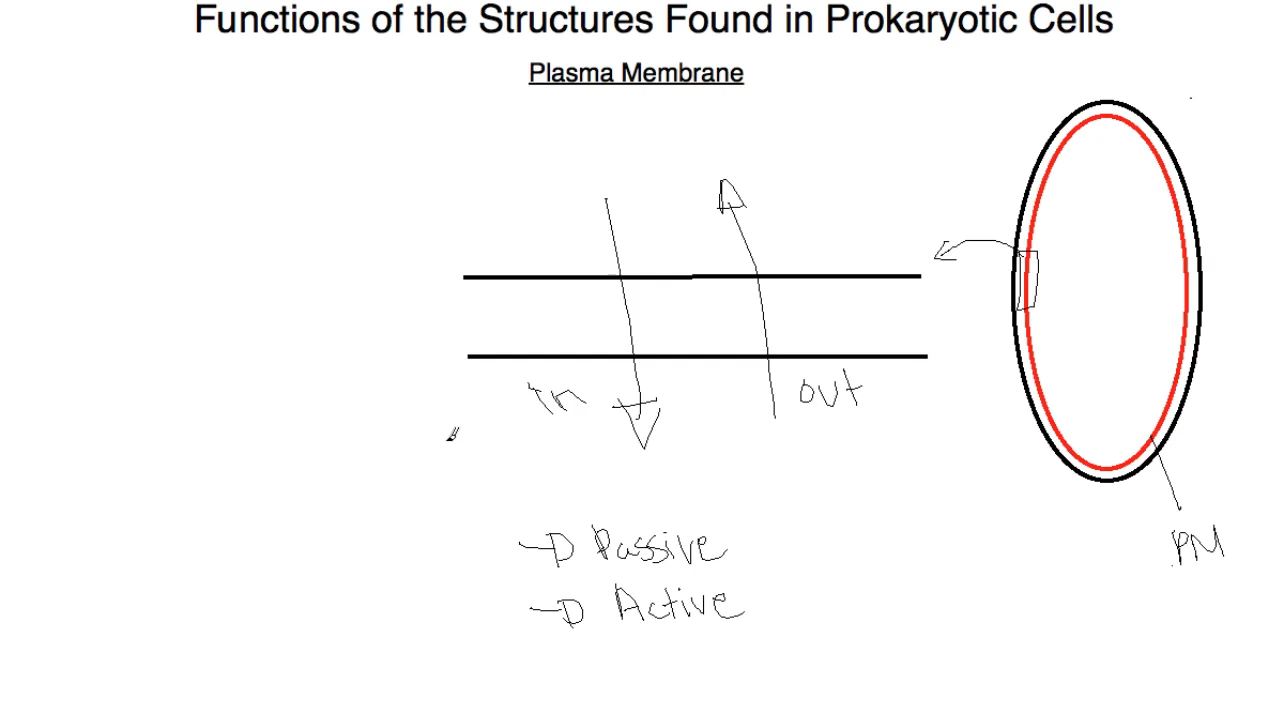 Functions of the Structures Found in Prokaryotic Cells
Plasma Membrane
in
out
Passive
Active
PM